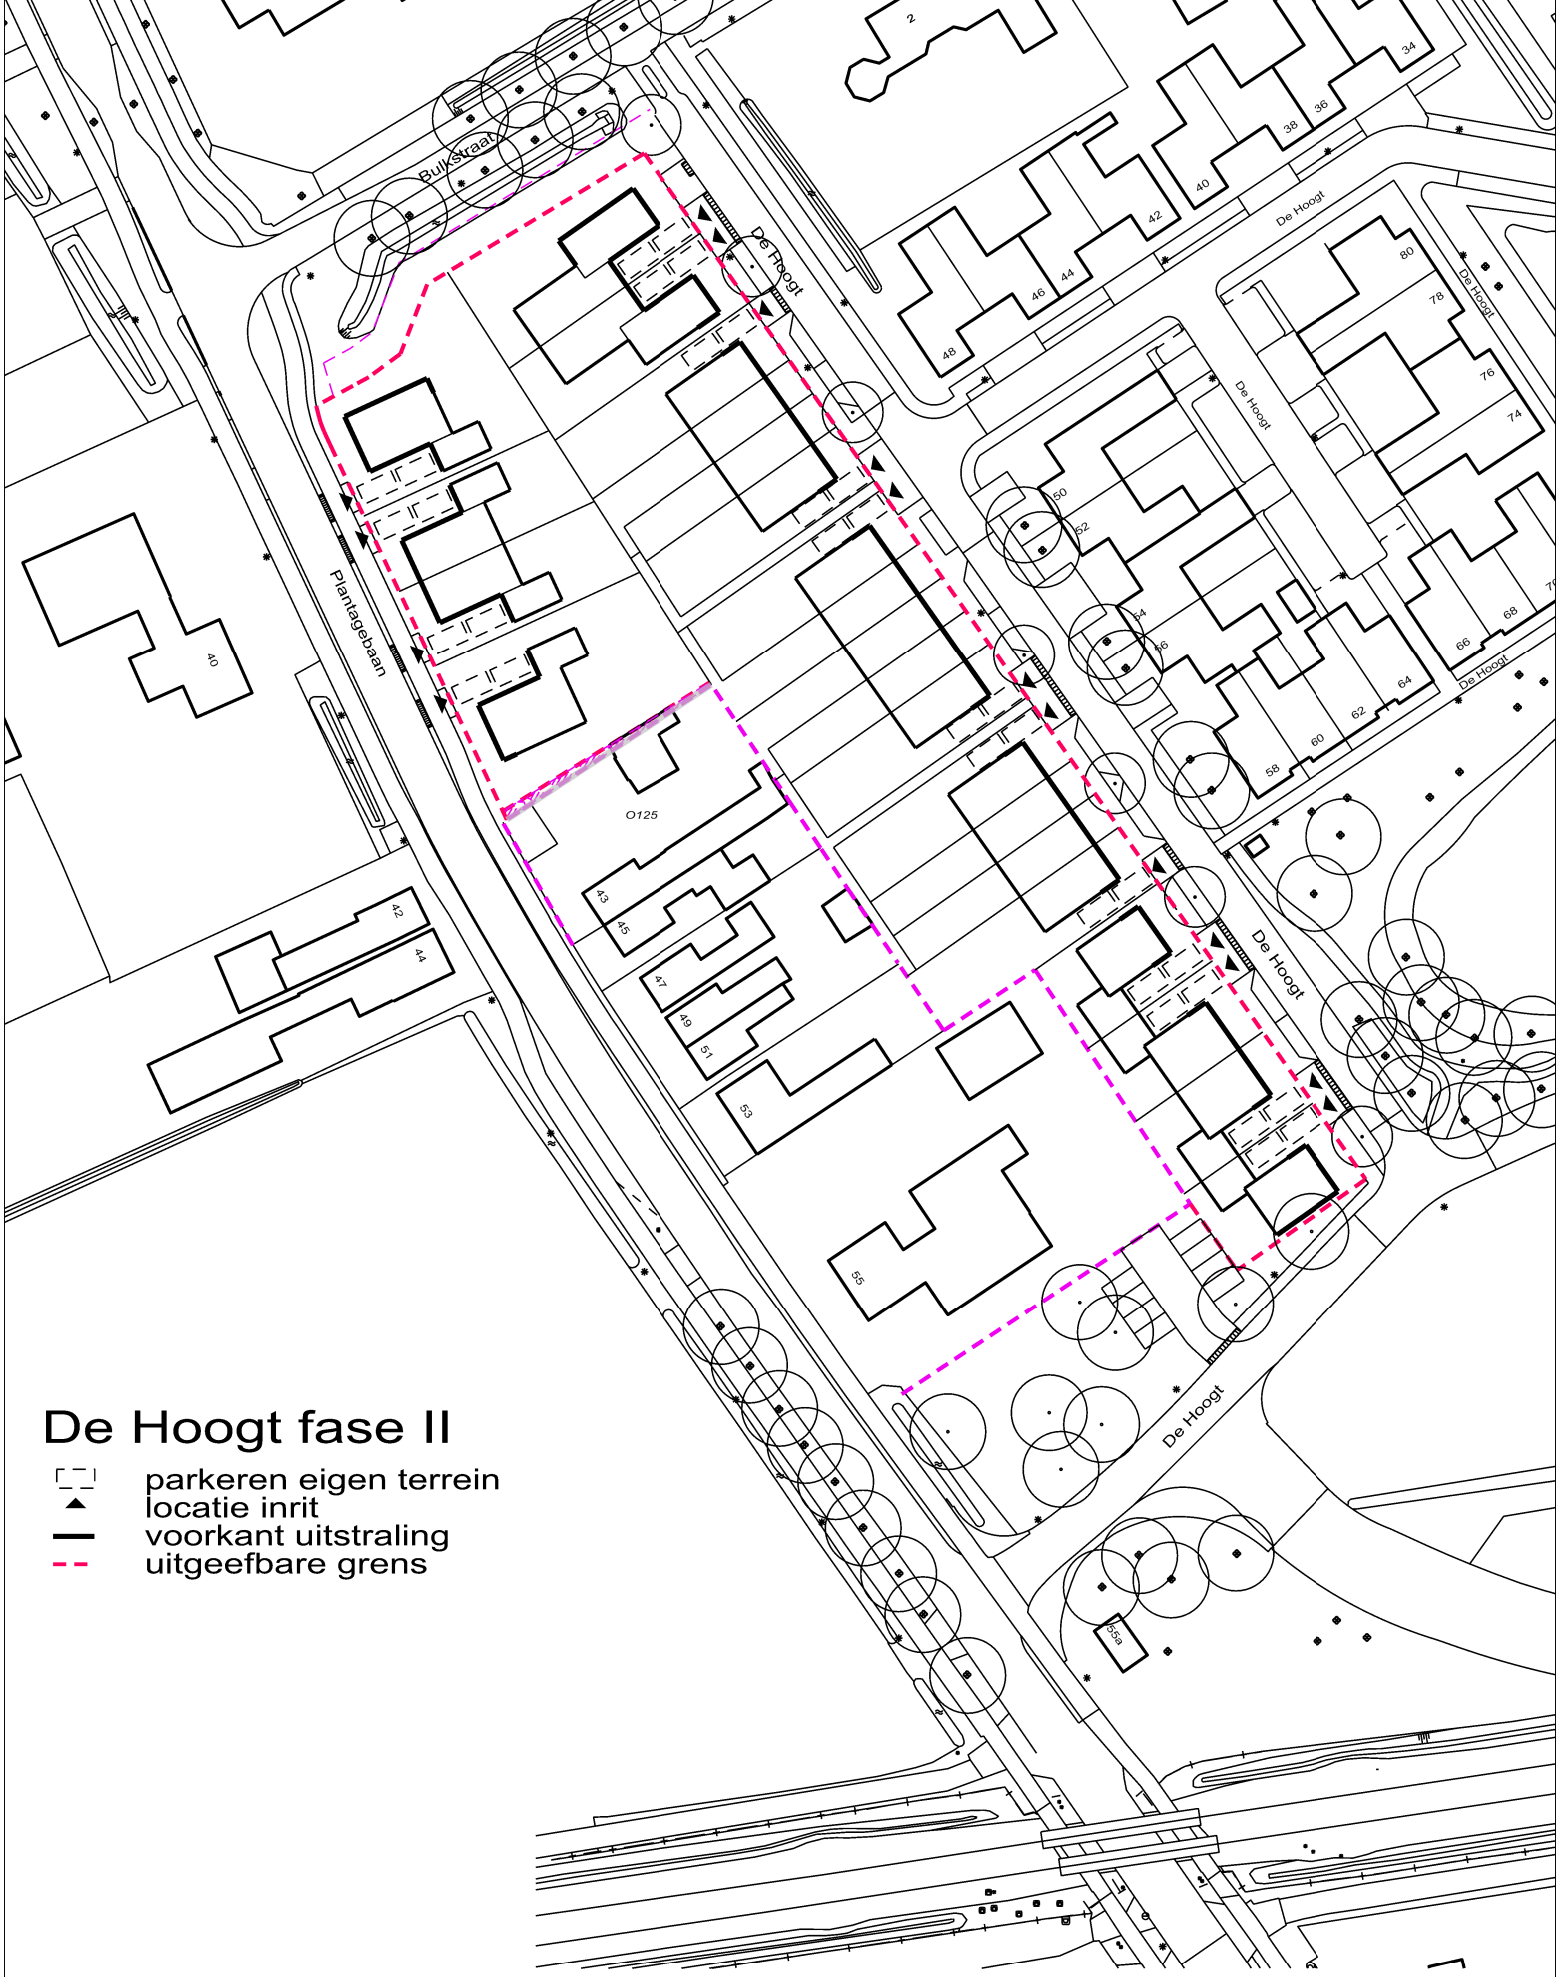 2
34
36
38
40
42
44
46
48
Bulkstraat
De Hoogt
De Hoogt
De Hoogt
De Hoogt
80
78
76
74
50
52
54
56
70
68
66
64
62
60
58
De Hoogt
Plantagebaan
40
O125
43
45
47
49
51
53
55
42
44
De Hoogt
De Hoogt
55a
De Hoogt fase II
parkeren eigen terrein
locatie inrit
voorkant uitstraling
uitgeefbare grens